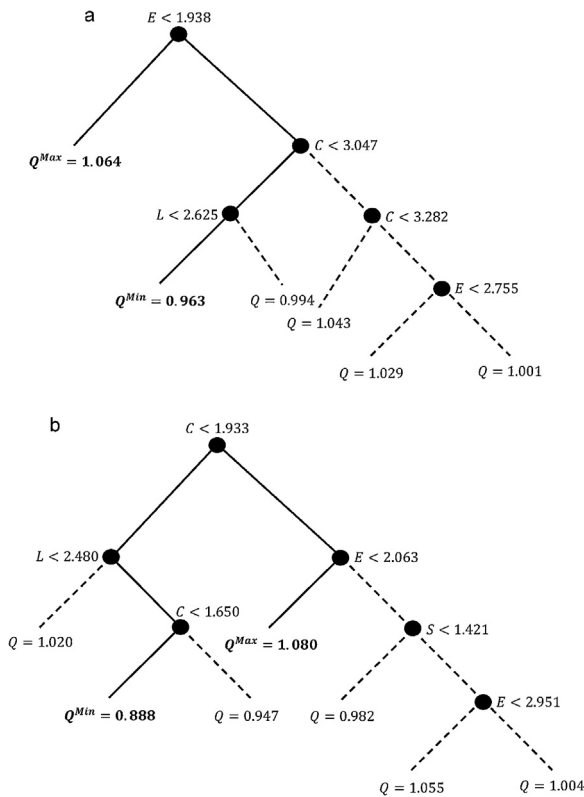 a
E < 1.938
Q^Max = 1.064
C < 3.047
L < 2.625
C < 3.282
Q^Min = 0.963
Q = 0.994
Q = 1.043
E < 2.755
Q = 1.029
Q = 1.001
b
C < 1.933
L < 2.480
E < 2.063
Q = 1.020
C < 1.650
Q^Max = 1.080
S < 1.421
Q^Min = 0.888
Q = 0.947
Q = 0.982
E < 2.951
Q = 1.055
Q = 1.004